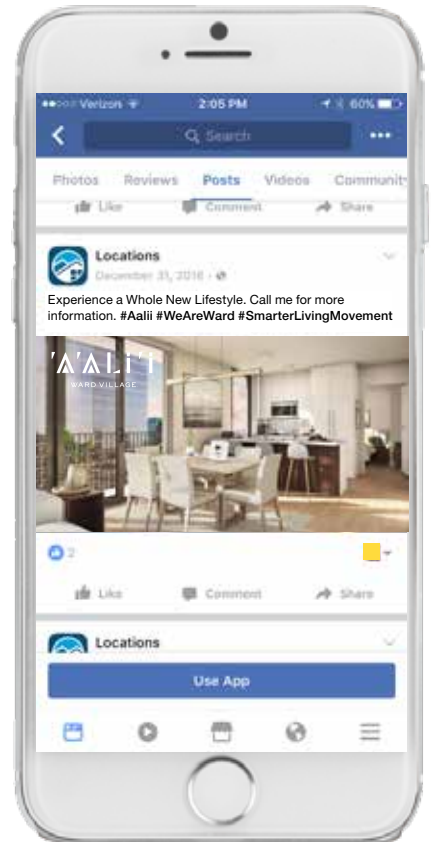 Verizon 2:05 PM 60%
Search
Photos Reviews Posts Videos Community
Like Comment Share
Locations
December 31, 2016
Experience a Whole New Lifestyle. Call me for more
information. #Aalii #WeAreWard #SmarterLivingMovement
'A'ALI'I
WARD VILLAGE
2
Like Comment Share
Locations
Use App